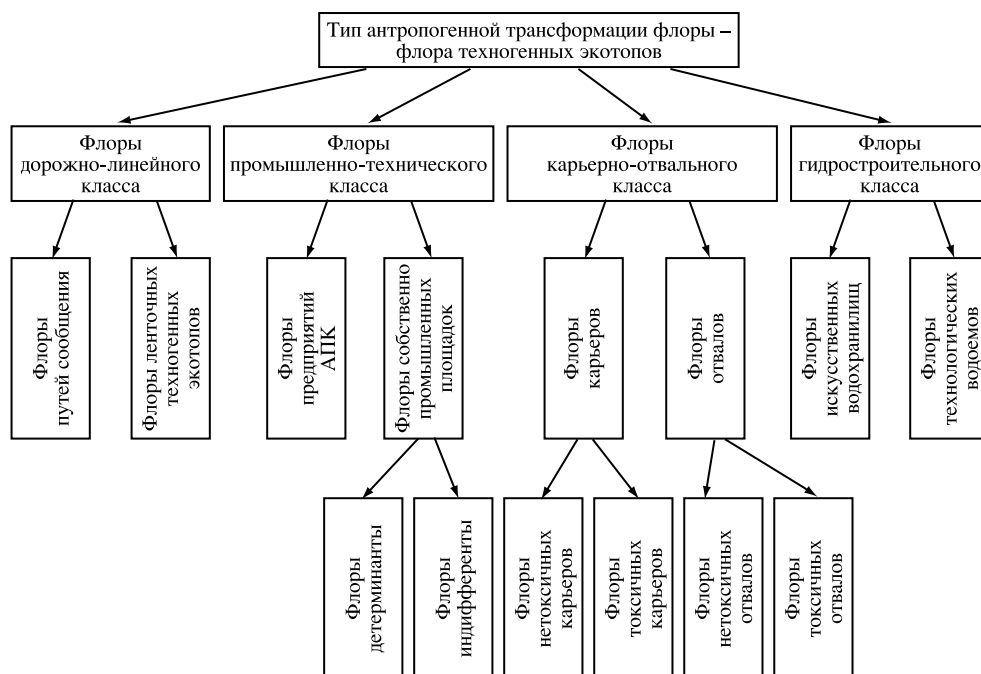 Тип антропогенной трансформации флоры –
флора техногенных экотопов
Флоры
дорожно-линейного
класса
Флоры
промышленно-технического
класса
Флоры
карьерно-отвального
класса
Флоры
гидростроительного
класса
Флоры
путей сообщения
Флоры ленточных
техногенных
экотопов
Флоры
предприятий
АПК
Флоры собственно
промышленных
площадок
Флоры
карьеров
Флоры
отвалов
Флоры
искусственных
водохранилищ
Флоры
технологических
водоемов
Флоры
детерминанты
Флоры
индифференты
Флоры
нетоксичных
карьеров
Флоры
токсичных
карьеров
Флоры
нетоксичных
отвалов
Флоры
токсичных
отвалов